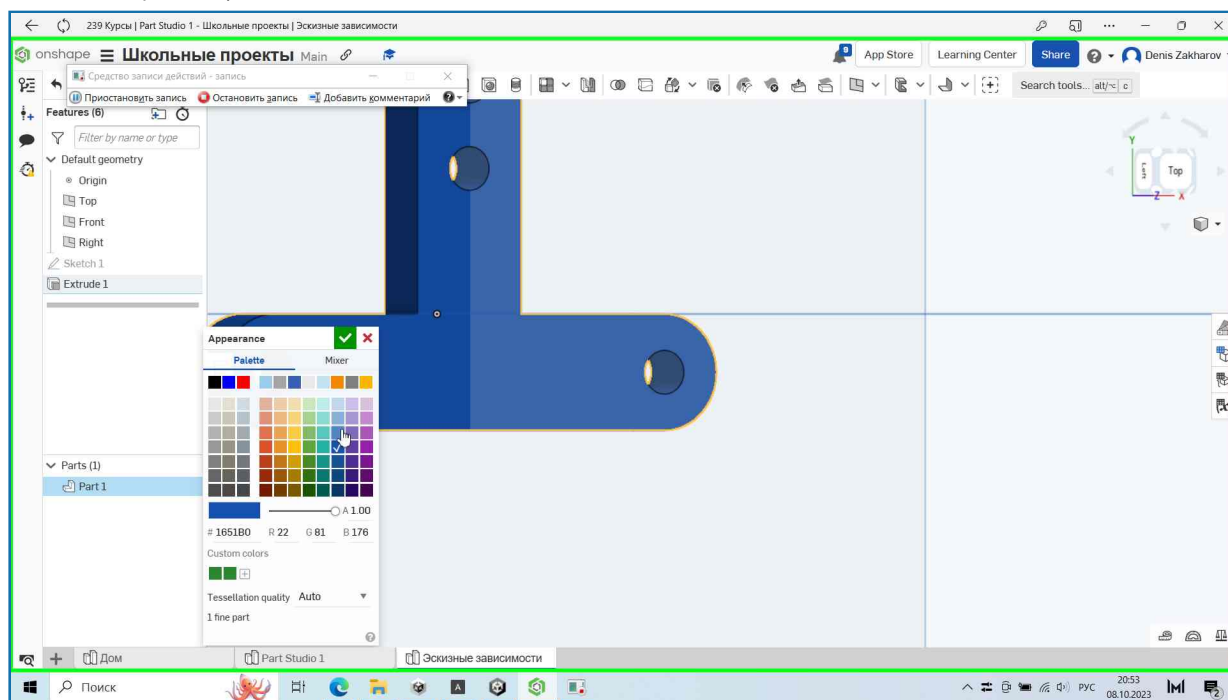 239 Курсы | Part Studio 1 - Школьные проекты | Эскизные зависимости
onshape Школьные проекты Main 9 App Store Learning Center Share Denis Zakharov
Средство записи действий - запись
Приостановить запись Остановить запись Добавить комментарий
Search tools... alt/⌥ c
Features (6)
Filter by name or type
Default geometry
Origin
Top
Front
Right
Sketch 1
Extrude 1
Y
Left
Top
Z
X
Appearance
Palette Mixer
A 1.00
# 1651B0 R 22 G 81 B 176
Custom colors
Tessellation quality Auto
1 fine part
Parts (1)
Part 1
Дом Part Studio 1 Эскизные зависимости
Поиск
A
РУС
20:53
08.10.2023
2